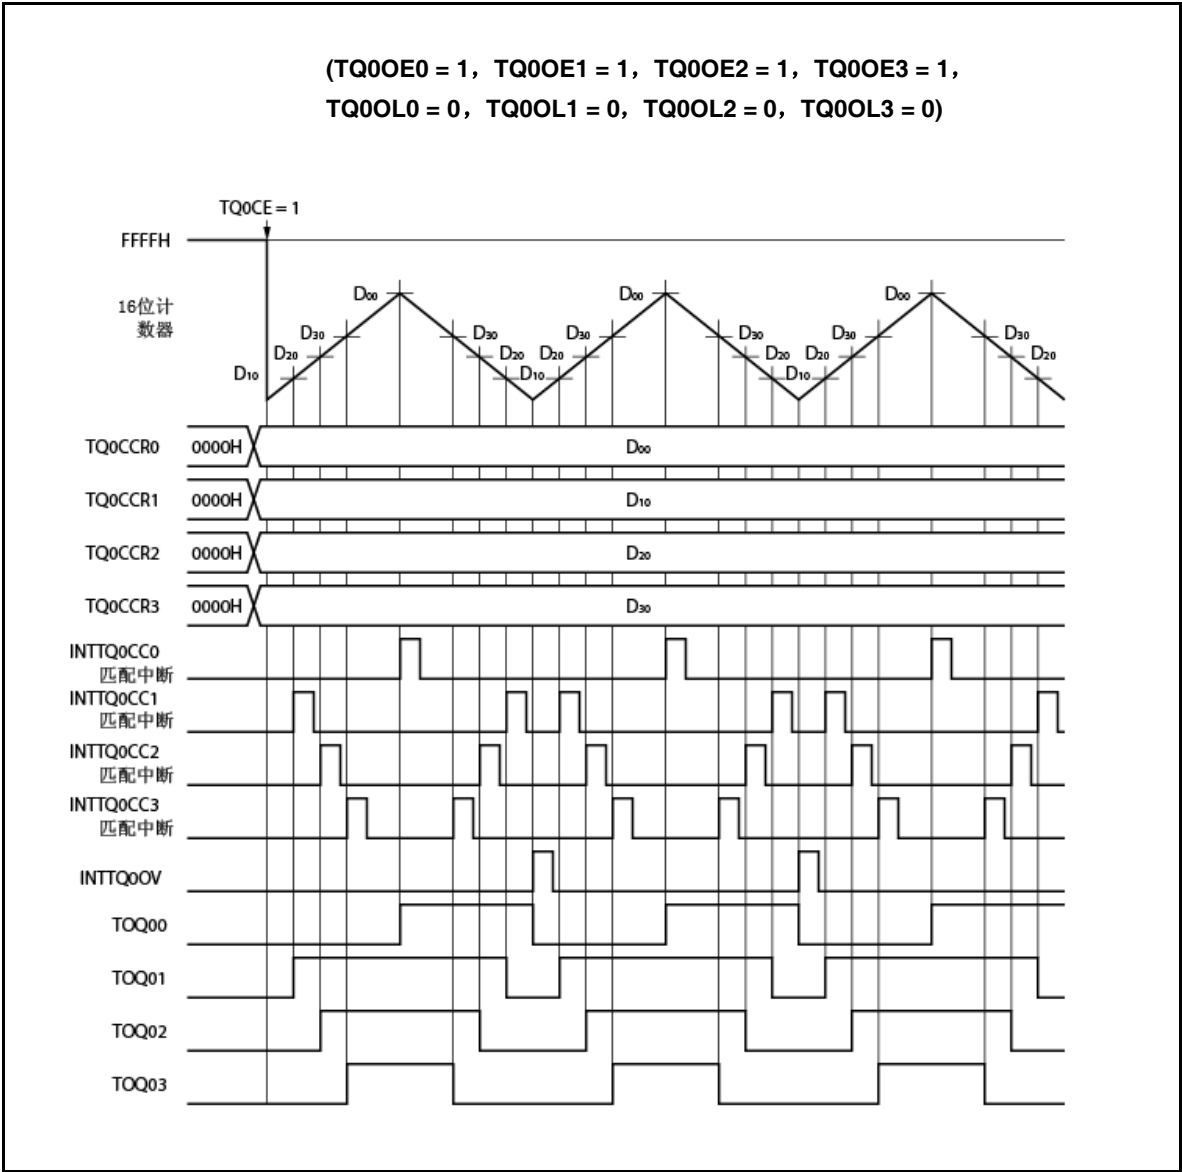 (TQ0OE0 = 1，TQ0OE1 = 1，TQ0OE2 = 1，TQ0OE3 = 1，
TQ0OL0 = 0，TQ0OL1 = 0，TQ0OL2 = 0，TQ0OL3 = 0)
TQ0CE = 1
FFFFH
16位计
数器
D00 D00 D00
D30 D30 D30 D30 D30 D30
D20 D20 D20 D20 D20 D20
D10 D10 D10
TQ0CCR0 0000H D00
TQ0CCR1 0000H D10
TQ0CCR2 0000H D20
TQ0CCR3 0000H D30
INTTQ0CC0
匹配中断
INTTQ0CC1
匹配中断
INTTQ0CC2
匹配中断
INTTQ0CC3
匹配中断
INTTQ0OV
TOQ00
TOQ01
TOQ02
TOQ03